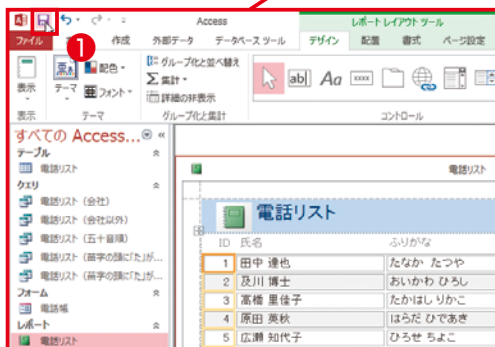 Access
レポート レイアウト ツール
ファイル
作成
外部データ
データベース ツール
デザイン
配置
書式
ページ設定
1
表示
テーマ
亜
配色
フォント
グループ化と並べ替え
集計
詳細の非表示
ab|
Aa
xxxx
表示
テーマ
グループ化と集計
コントロール
すべての Access...
«
テーブル
電話リスト
電話リスト
クエリ
電話リスト（会社）
電話リスト（会社以外）
電話リスト（五十音順）
電話リスト（苗字の頭に「た」が...
電話リスト（苗字の頭に「た」が...
フォーム
電話帳
レポート
電話リスト
電話リスト
ID 氏名 ふりがな
1 田中 達也 たなか たつや
2 及川 博士 おいかわ ひろし
3 高橋 里佳子 たかはし りかこ
4 原田 英秋 はらだ ひであき
5 広瀬 知代子 ひろせ ちよこ